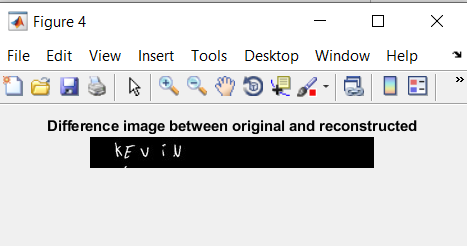 Figure 4
File Edit View Insert Tools Desktop Window Help
Difference image between original and reconstructed
KEViN